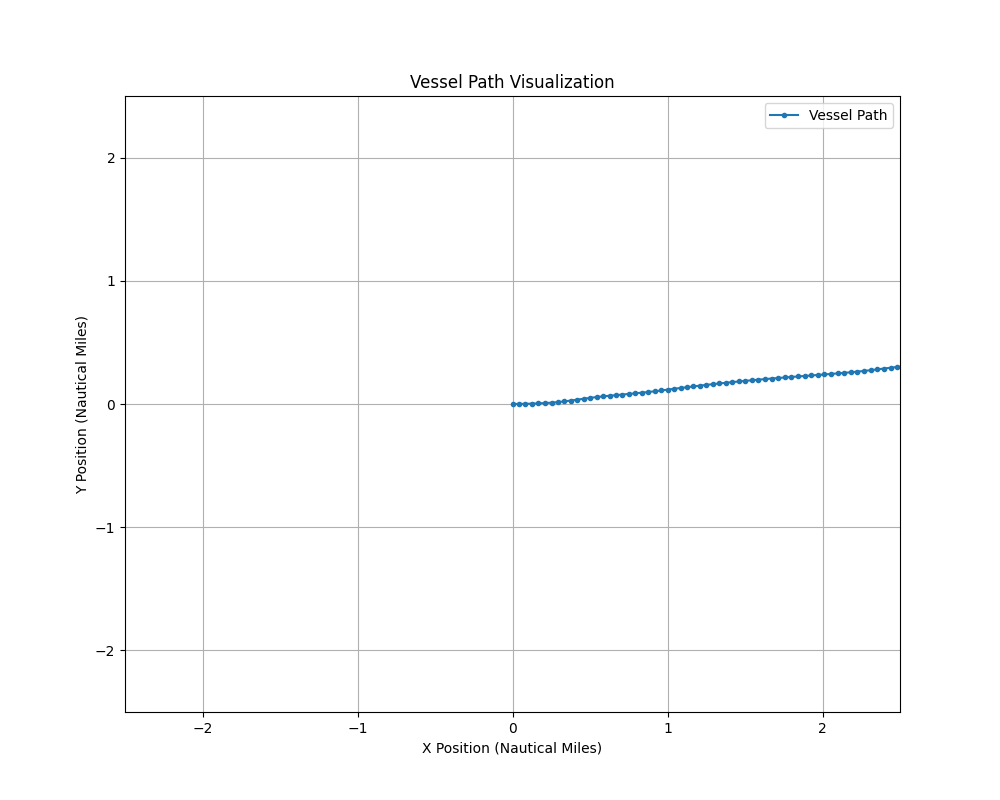 Vessel Path Visualization
Vessel Path
2
1
0
−1
−2
Y Position (Nautical Miles)
−2
−1
0
1
2
X Position (Nautical Miles)